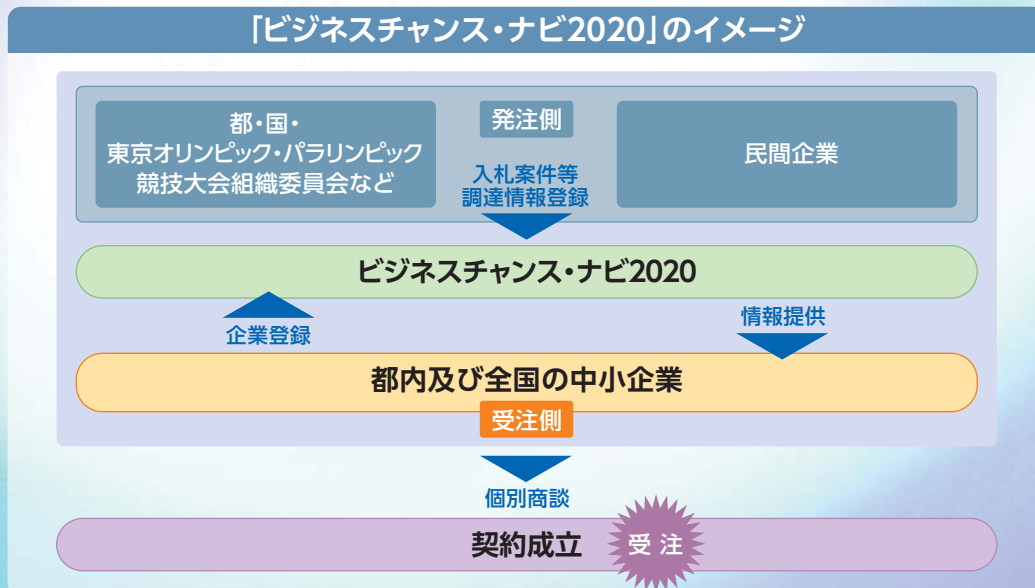 「ビジネスチャンス・ナビ2020」のイメージ
都・国・
東京オリンピック・パラリンピック
競技大会組織委員会など
発注側
入札案件等
調達情報登録
民間企業
ビジネスチャンス・ナビ2020
企業登録
情報提供
都内及び全国の中小企業
受注側
個別商談
契約成立
受注